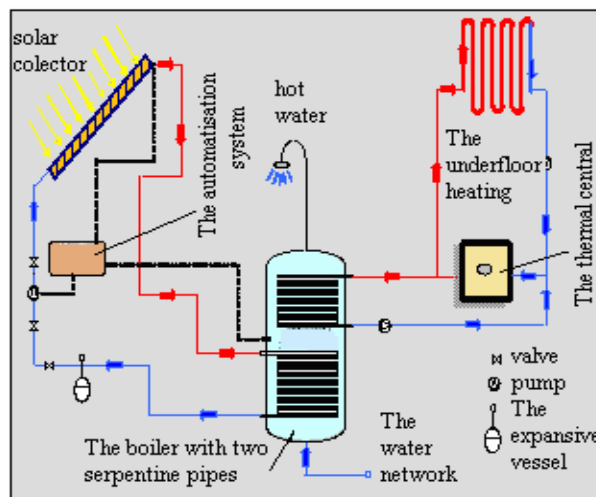 solar
colector
The automatisation
system
hot
water
The
underfloor
heating
The thermal central
valve
pump
The
expansive
vessel
The boiler with two
serpentine pipes
The
water
network